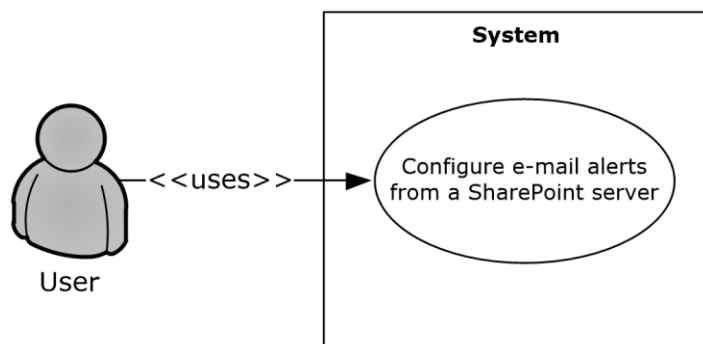 System
Configure e-mail alerts
from a SharePoint server
<<uses>>
User